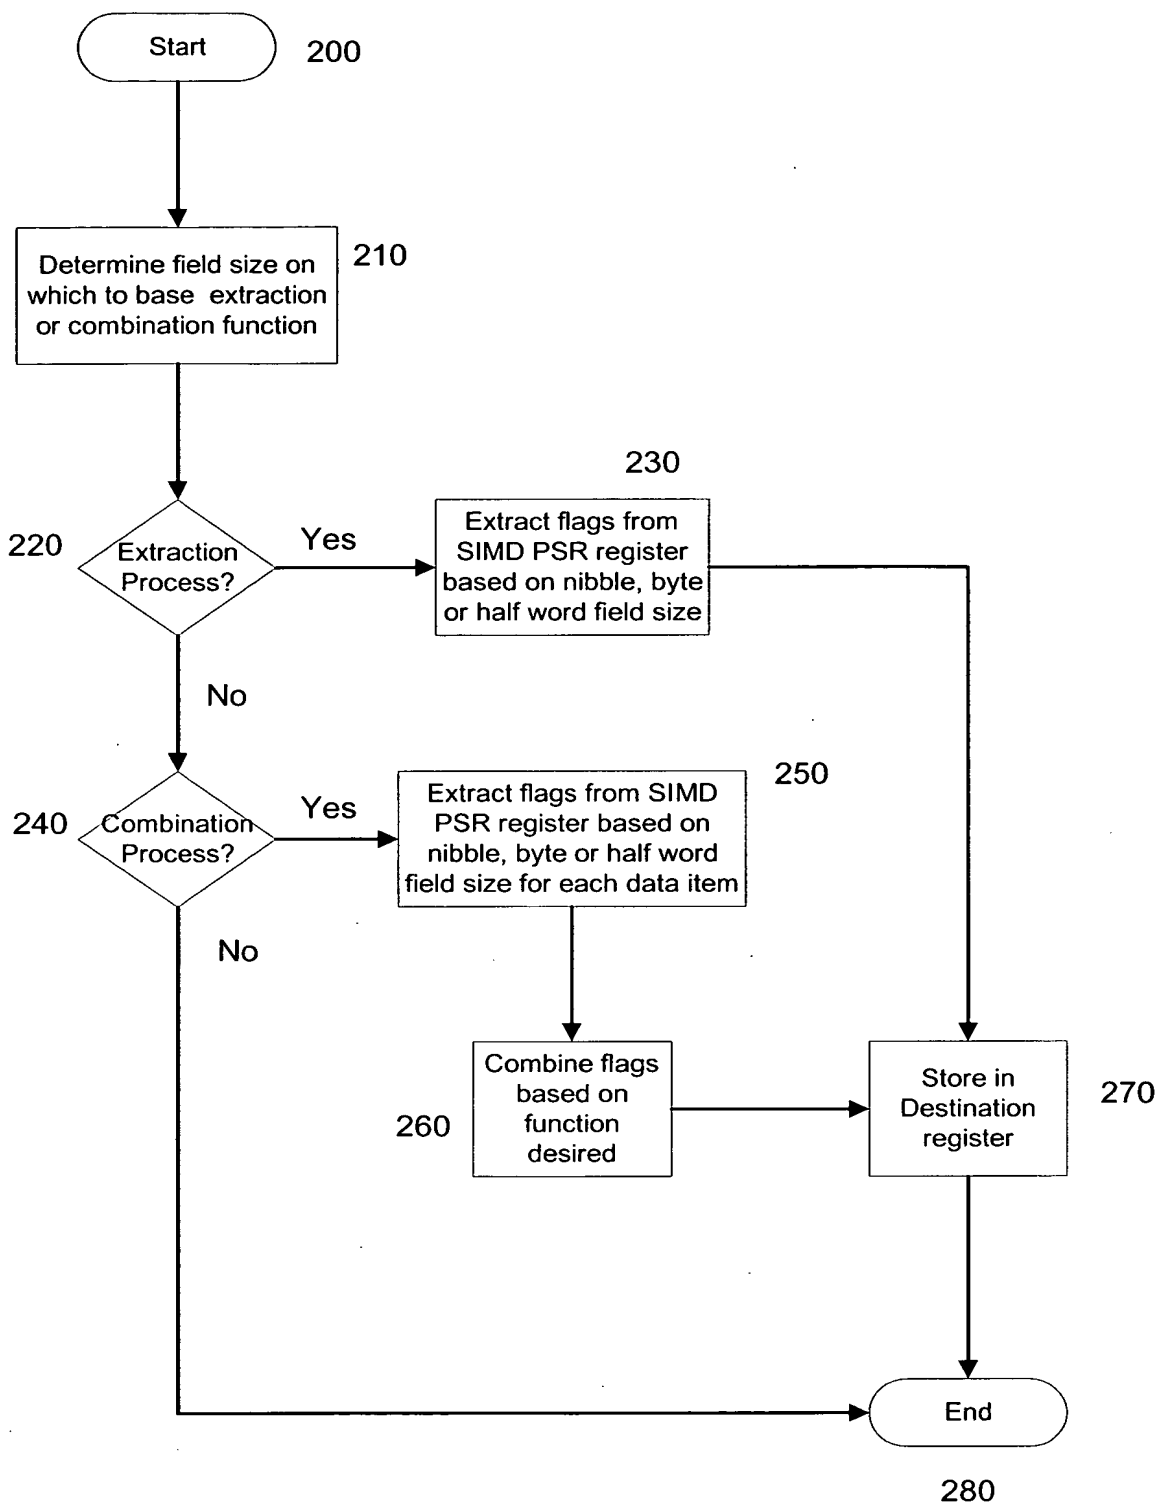 Start
200
Determine field size on
which to base extraction
or combination function
210
230
220
Extraction
Process?
Yes
Extract flags from
SIMD PSR register
based on nibble, byte
or half word field size
No
250
240
Combination
Process?
Yes
Extract flags from SIMD
PSR register based on
nibble, byte or half word
field size for each data item
No
260
Combine flags
based on
function
desired
Store in
Destination
register
270
End
280